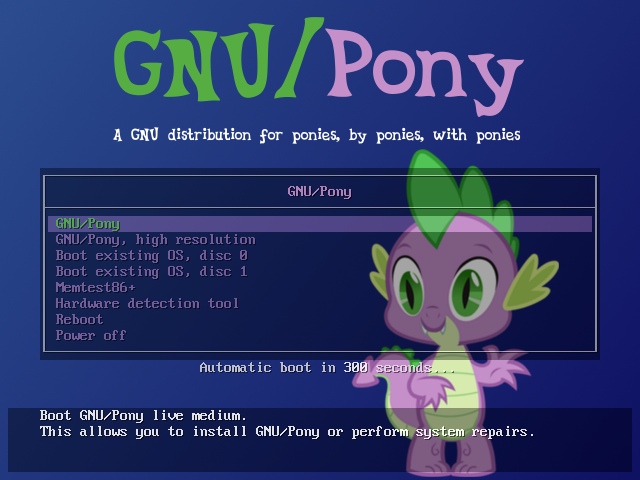 GNU/Pony
A GNU distribution for ponies, by ponies, with ponies
GNU/Pony
GNU/Pony
GNU/Pony, high resolution
Boot existing OS, disc 0
Boot existing OS, disc 1
Memtest86+
Hardware detection tool
Reboot
Power off
Automatic boot in 300 seconds...
Boot GNU/Pony live medium.
This allows you to install GNU/Pony or perform system repairs.